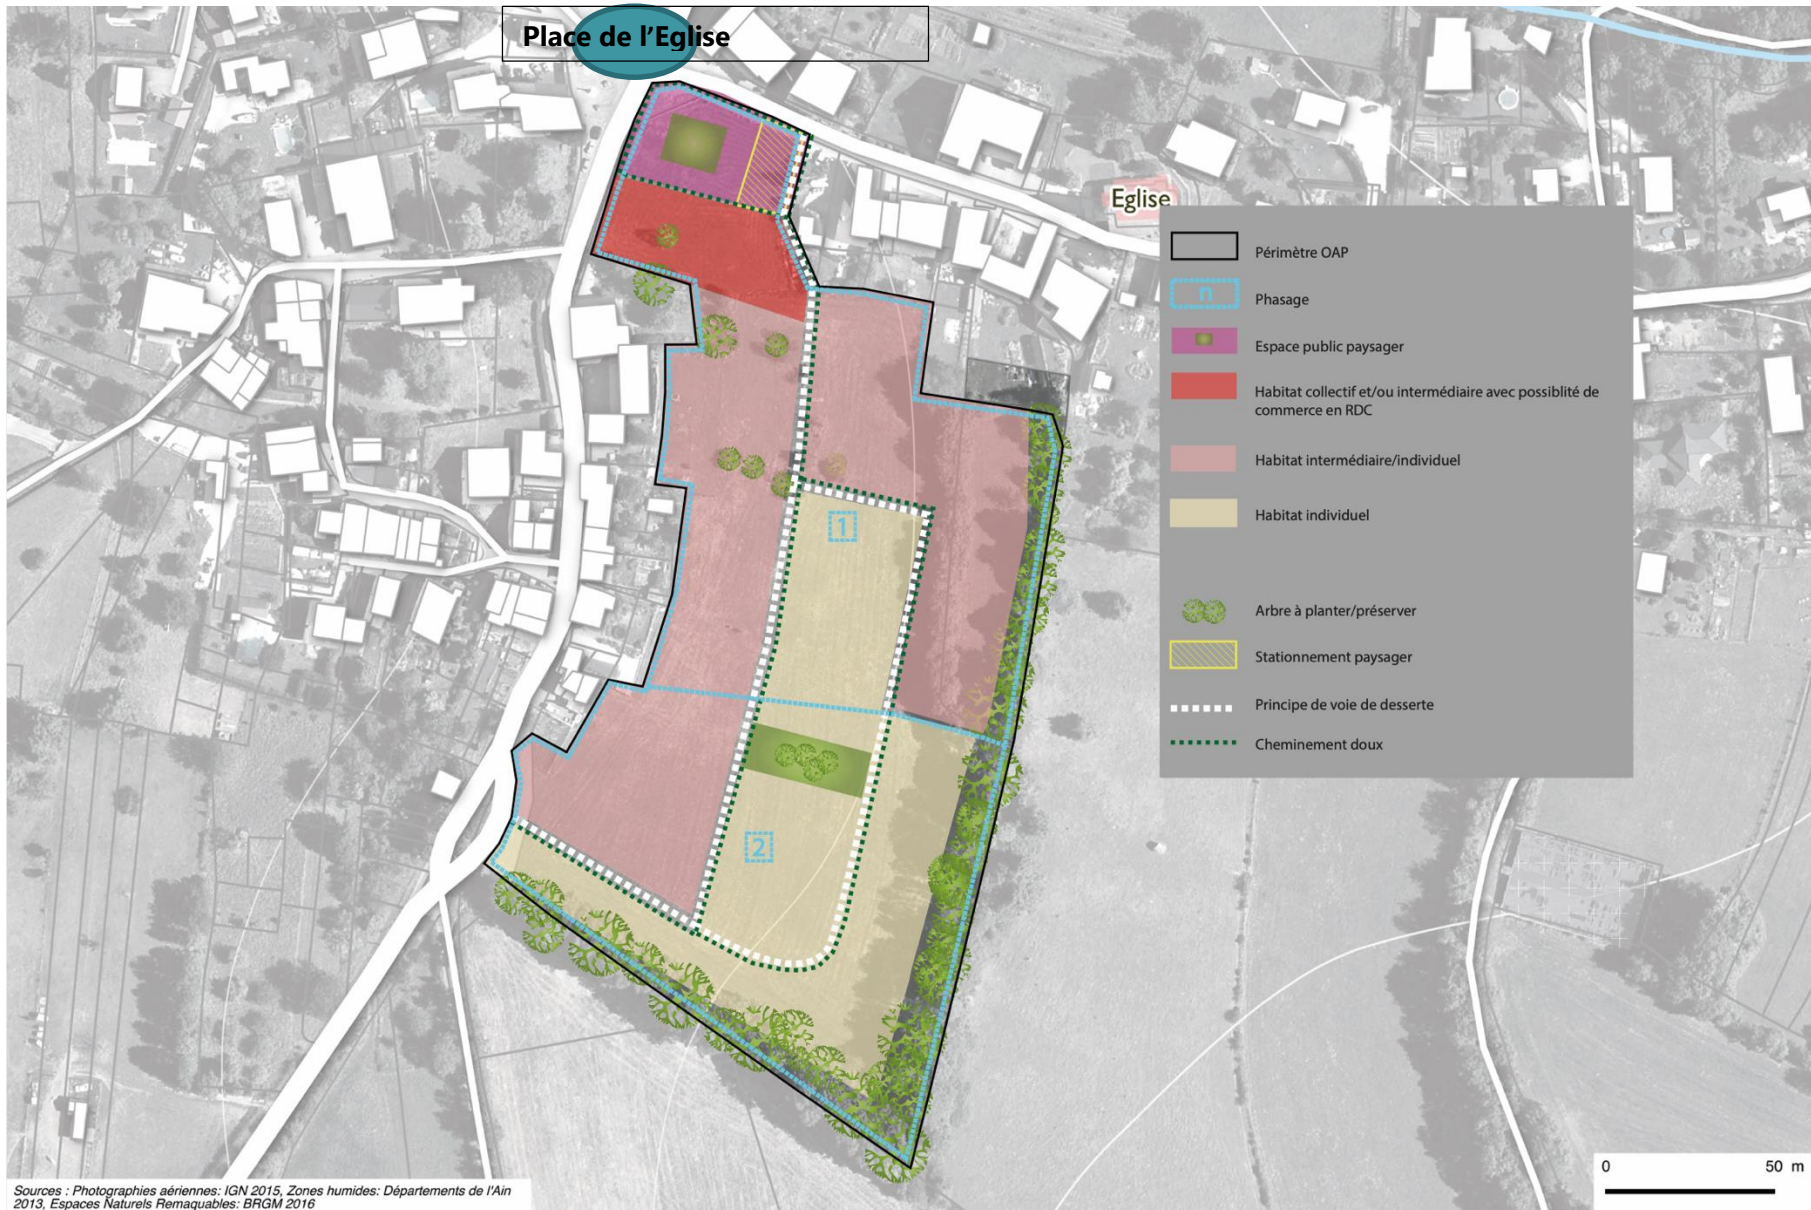 Place de l'Eglise
Eglise
Périmètre OAP
n
Phasage
Espace public paysager
Habitat collectif et/ou intermédiaire avec possiblité de
commerce en RDC
Habitat intermédiaire/individuel
1
Habitat individuel
Arbre à planter/préserver
Stationnement paysager
Principe de voie de desserte
Cheminement doux
2
0 50 m
Sources : Photographies aériennes: IGN 2015, Zones humides: Départements de l'Ain
2013, Espaces Naturels Remaquables: BRGM 2016